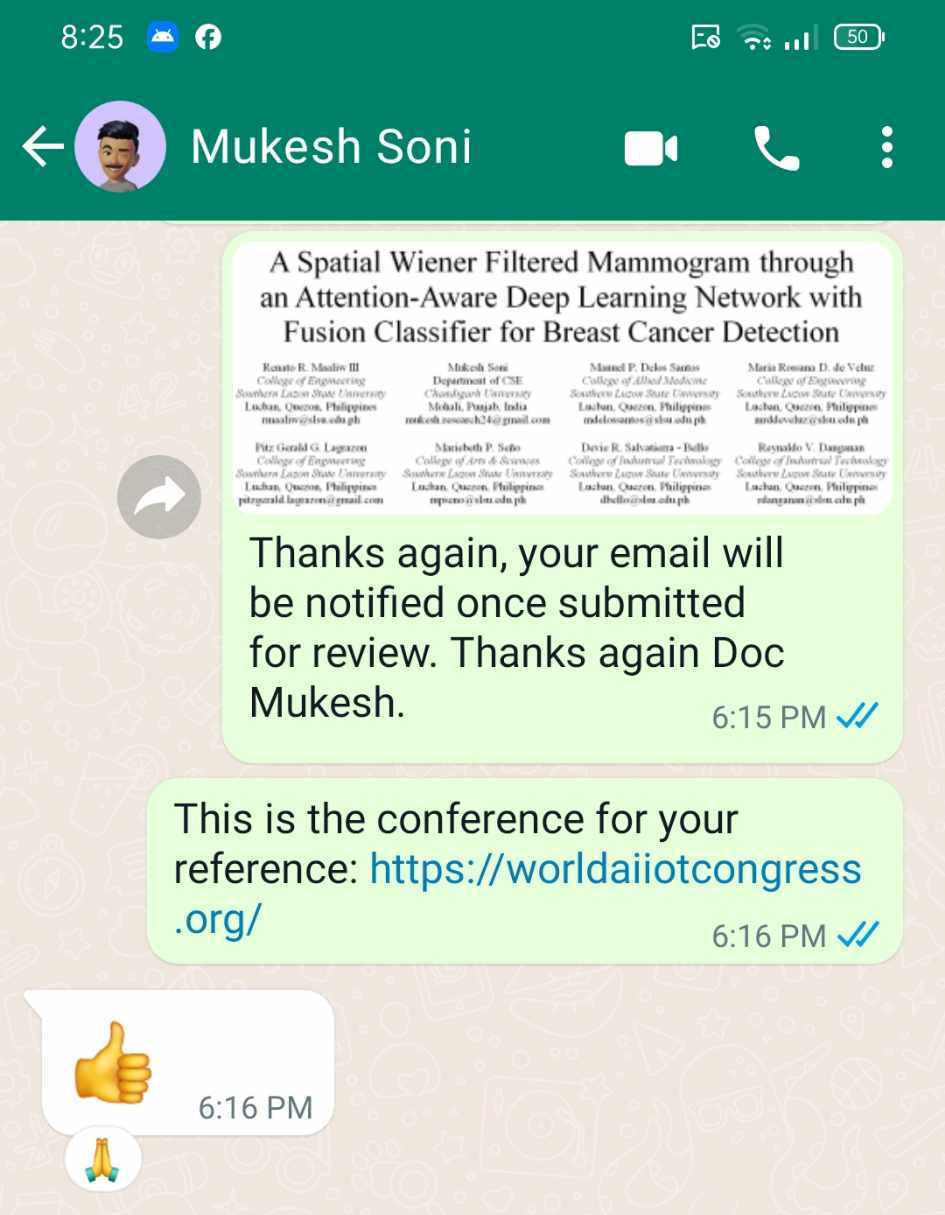 8:25
50
Mukesh Soni
A Spatial Wiener Filtered Mammogram through
an Attention-Aware Deep Learning Network with
Fusion Classifier for Breast Cancer Detection
Renato R. Maaliw III
College of Engineering
Southern Luzon State University
Lucban, Quezon, Philippines
rmaaliw@slsu.edu.ph
Mukesh Soni
Department of CSE
Chandigarh University
Mohali, Punjab, India
mukesh.research24@gmail.com
Manuel P. Delos Santos
College of Allied Medicine
Southern Luzon State University
Lucban, Quezon, Philippines
mdelossantos@slsu.edu.ph
Maria Rossana D. de Veluz
College of Engineering
Southern Luzon State University
Lucban, Quezon, Philippines
mrddeveluz@slsu.edu.ph
Pitz Gerald G. Lagrazon
College of Engineering
Southern Luzon State University
Lucban, Quezon, Philippines
pitzgerald.lagrazon@gmail.com
Mariebeth P. Seño
College of Arts & Sciences
Southern Luzon State University
Lucban, Quezon, Philippines
mpseno@slsu.edu.ph
Davie R. Salvatierra - Bello
College of Industrial Technology
Southern Luzon State University
Lucban, Quezon, Philippines
dbello@slsu.edu.ph
Reynaldo V. Danganan
College of Industrial Technology
Southern Luzon State University
Lucban, Quezon, Philippines
rdanganan@slsu.edu.ph
Thanks again, your email will
be notified once submitted
for review. Thanks again Doc
Mukesh.
6:15 PM
This is the conference for your
reference: https://worldaiiotcongress
.org/
6:16 PM
6:16 PM